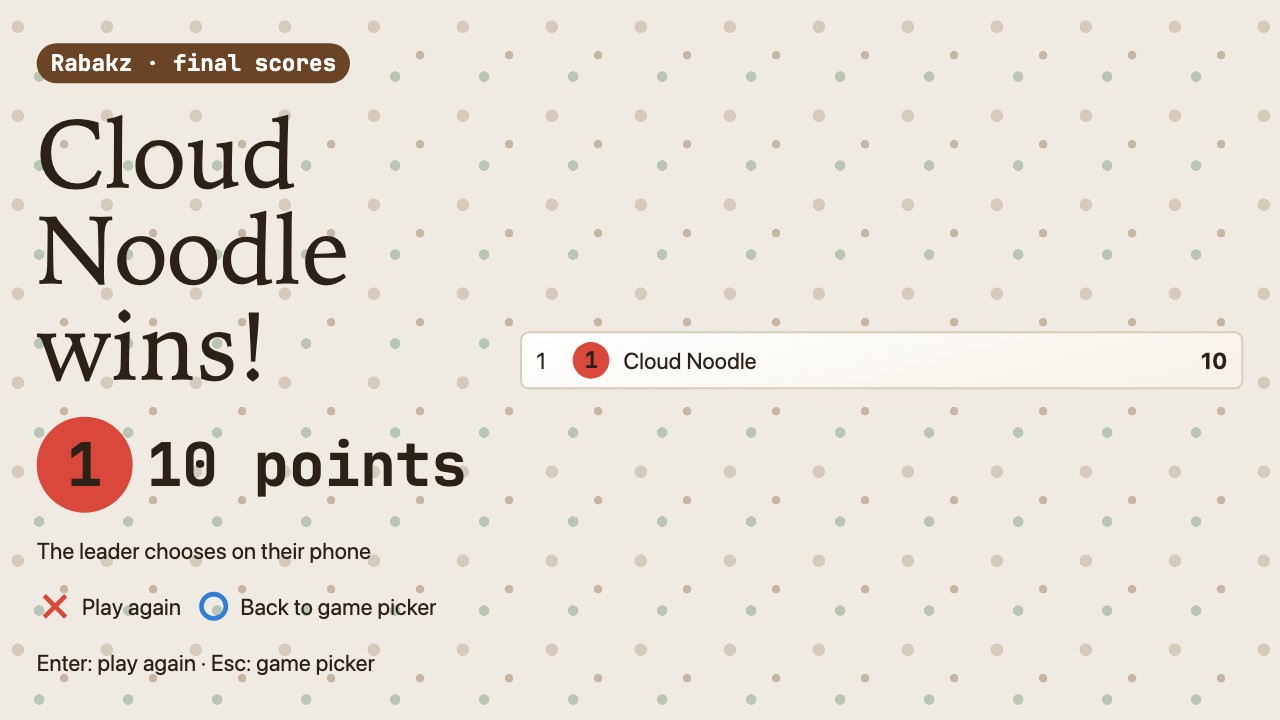 Rabakz · final scores
Cloud
Noodle
wins!
1 10 points
The leader chooses on their phone
Play again Back to game picker
Enter: play again · Esc: game picker
1 1 Cloud Noodle 10